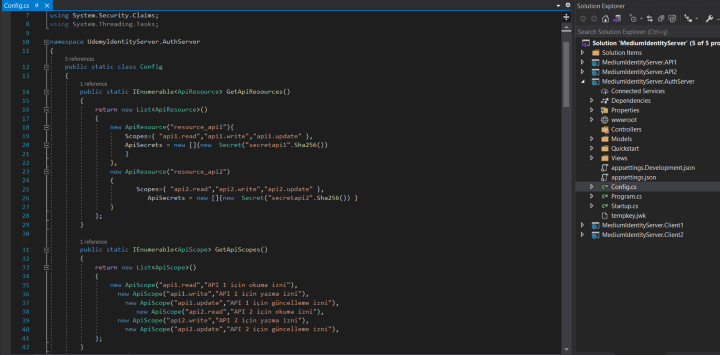 Config.cs
7 using System.Security.Claims;
8 using System.Threading.Tasks;
9
10 namespace UdemyIdentityServer.AuthServer
11 {
5 references
12 public static class Config
13 {
1 reference
14 public static IEnumerable<ApiResource> GetApiResources()
15 {
16 return new List<ApiResource>()
17 {
18 new ApiResource("resource_api1"){
19 Scopes={ "api1.read","api1.write","api1.update" },
20 ApiSecrets = new []{new Secret("secretapi1".Sha256())
21 }
22 },
23 new ApiResource("resource_api2")
24 {
25 Scopes={ "api2.read","api2.write","api2.update" },
26 ApiSecrets = new []{new Secret("secretapi2".Sha256()) }
27 }
28 };
29 }
30
1 reference
31 public static IEnumerable<ApiScope> GetApiScopes()
32 {
33 return new List<ApiScope>()
34 {
35 new ApiScope("api1.read","API 1 için okuma izni"),
36 new ApiScope("api1.write","API 1 için yazma izni"),
37 new ApiScope("api1.update","API 1 için güncelleme izni"),
38 new ApiScope("api2.read","API 2 için okuma izni"),
39 new ApiScope("api2.write","API 2 için yazma izni"),
40 new ApiScope("api2.update","API 2 için güncelleme izni"),
41 };
42 }
Solution Explorer
Search Solution Explorer (Ctrl+ş)
Solution 'MediumIdentityServer' (5 of 5 pro
Solution Items
MediumIdentityServer.API1
MediumIdentityServer.API2
MediumIdentityServer.AuthServer
Connected Services
Dependencies
Properties
wwwroot
Controllers
Models
Quickstart
Views
appsettings.Development.json
appsettings.json
C# Config.cs
C# Program.cs
C# Startup.cs
tempkey.jwk
MediumIdentityServer.Client1
MediumIdentityServer.Client2